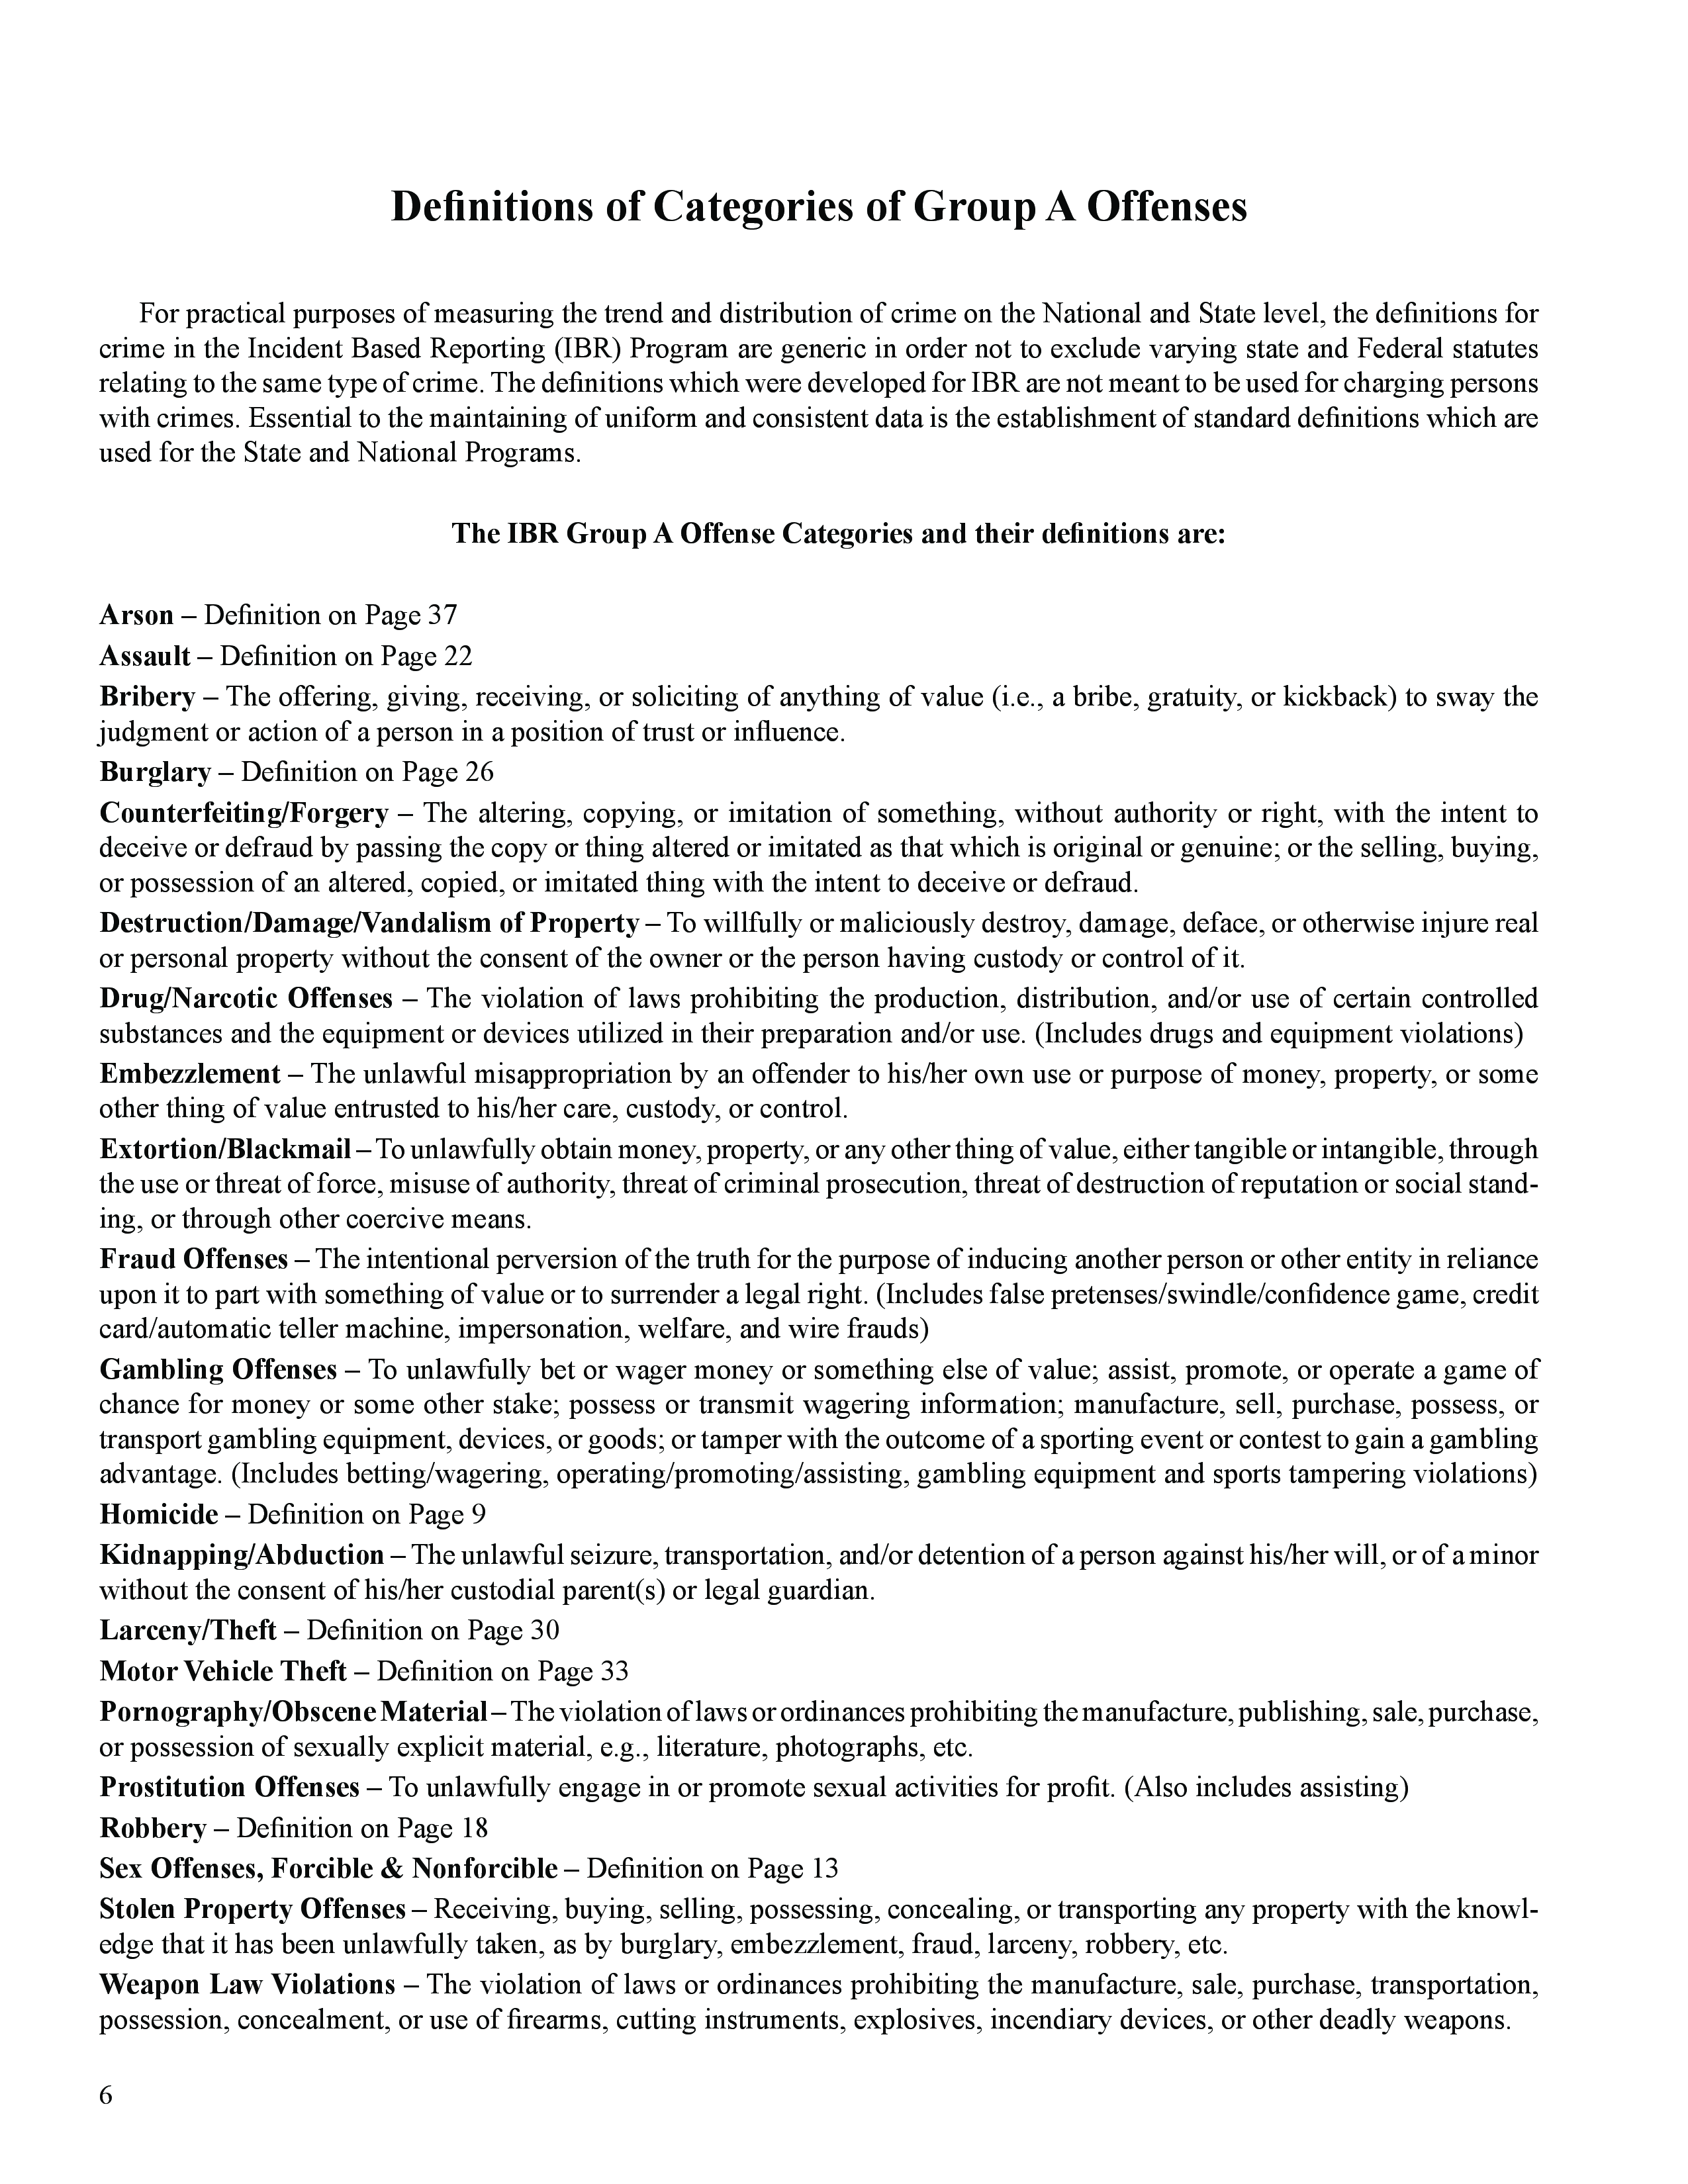 Definitions of Categories of Group A Offenses
For practical purposes of measuring the trend and distribution of crime on the National and State level, the definitions for
crime in the Incident Based Reporting (IBR) Program are generic in order not to exclude varying state and Federal statutes
relating to the same type of crime. The definitions which were developed for IBR are not meant to be used for charging persons
with crimes. Essential to the maintaining of uniform and consistent data is the establishment of standard definitions which are
used for the State and National Programs.
The IBR Group A Offense Categories and their definitions are:
Arson – Definition on Page 37
Assault – Definition on Page 22
Bribery – The offering, giving, receiving, or soliciting of anything of value (i.e., a bribe, gratuity, or kickback) to sway the
judgment or action of a person in a position of trust or influence.
Burglary – Definition on Page 26
Counterfeiting/Forgery – The altering, copying, or imitation of something, without authority or right, with the intent to
deceive or defraud by passing the copy or thing altered or imitated as that which is original or genuine; or the selling, buying,
or possession of an altered, copied, or imitated thing with the intent to deceive or defraud.
Destruction/Damage/Vandalism of Property – To willfully or maliciously destroy, damage, deface, or otherwise injure real
or personal property without the consent of the owner or the person having custody or control of it.
Drug/Narcotic Offenses – The violation of laws prohibiting the production, distribution, and/or use of certain controlled
substances and the equipment or devices utilized in their preparation and/or use. (Includes drugs and equipment violations)
Embezzlement – The unlawful misappropriation by an offender to his/her own use or purpose of money, property, or some
other thing of value entrusted to his/her care, custody, or control.
Extortion/Blackmail – To unlawfully obtain money, property, or any other thing of value, either tangible or intangible, through
the use or threat of force, misuse of authority, threat of criminal prosecution, threat of destruction of reputation or social stand-
ing, or through other coercive means.
Fraud Offenses – The intentional perversion of the truth for the purpose of inducing another person or other entity in reliance
upon it to part with something of value or to surrender a legal right. (Includes false pretenses/swindle/confidence game, credit
card/automatic teller machine, impersonation, welfare, and wire frauds)
Gambling Offenses – To unlawfully bet or wager money or something else of value; assist, promote, or operate a game of
chance for money or some other stake; possess or transmit wagering information; manufacture, sell, purchase, possess, or
transport gambling equipment, devices, or goods; or tamper with the outcome of a sporting event or contest to gain a gambling
advantage. (Includes betting/wagering, operating/promoting/assisting, gambling equipment and sports tampering violations)
Homicide – Definition on Page 9
Kidnapping/Abduction – The unlawful seizure, transportation, and/or detention of a person against his/her will, or of a minor
without the consent of his/her custodial parent(s) or legal guardian.
Larceny/Theft – Definition on Page 30
Motor Vehicle Theft – Definition on Page 33
Pornography/Obscene Material – The violation of laws or ordinances prohibiting the manufacture, publishing, sale, purchase,
or possession of sexually explicit material, e.g., literature, photographs, etc.
Prostitution Offenses – To unlawfully engage in or promote sexual activities for profit. (Also includes assisting)
Robbery – Definition on Page 18
Sex Offenses, Forcible & Nonforcible – Definition on Page 13
Stolen Property Offenses – Receiving, buying, selling, possessing, concealing, or transporting any property with the knowl-
edge that it has been unlawfully taken, as by burglary, embezzlement, fraud, larceny, robbery, etc.
Weapon Law Violations – The violation of laws or ordinances prohibiting the manufacture, sale, purchase, transportation,
possession, concealment, or use of firearms, cutting instruments, explosives, incendiary devices, or other deadly weapons.
6